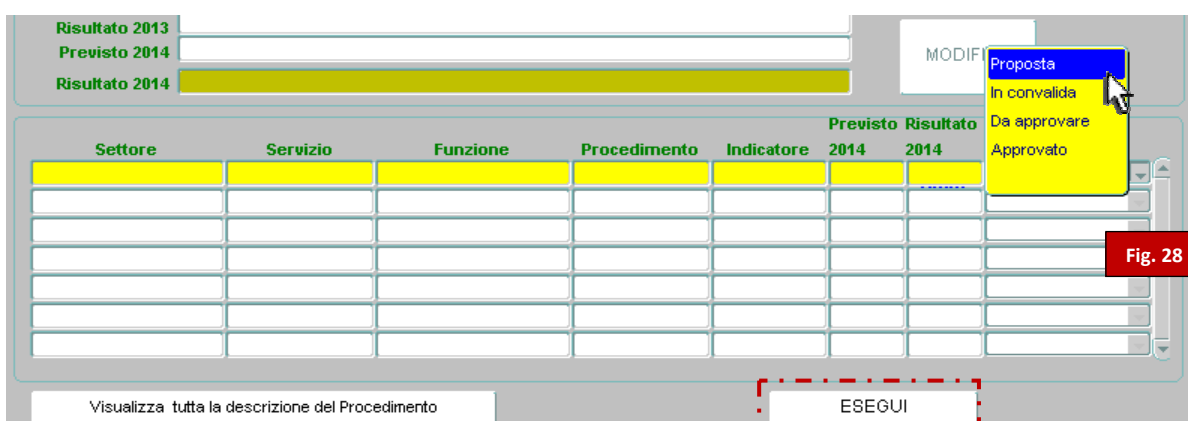 Risultato 2013
Previsto 2014
MODIFI
Risultato 2014
Proposta
In convalida
Da approvare
Approvato
Previsto Risultato
Settore Servizio Funzione Procedimento Indicatore 2014 2014
Fig. 28
Visualizza tutta la descrizione del Procedimento
ESEGUI